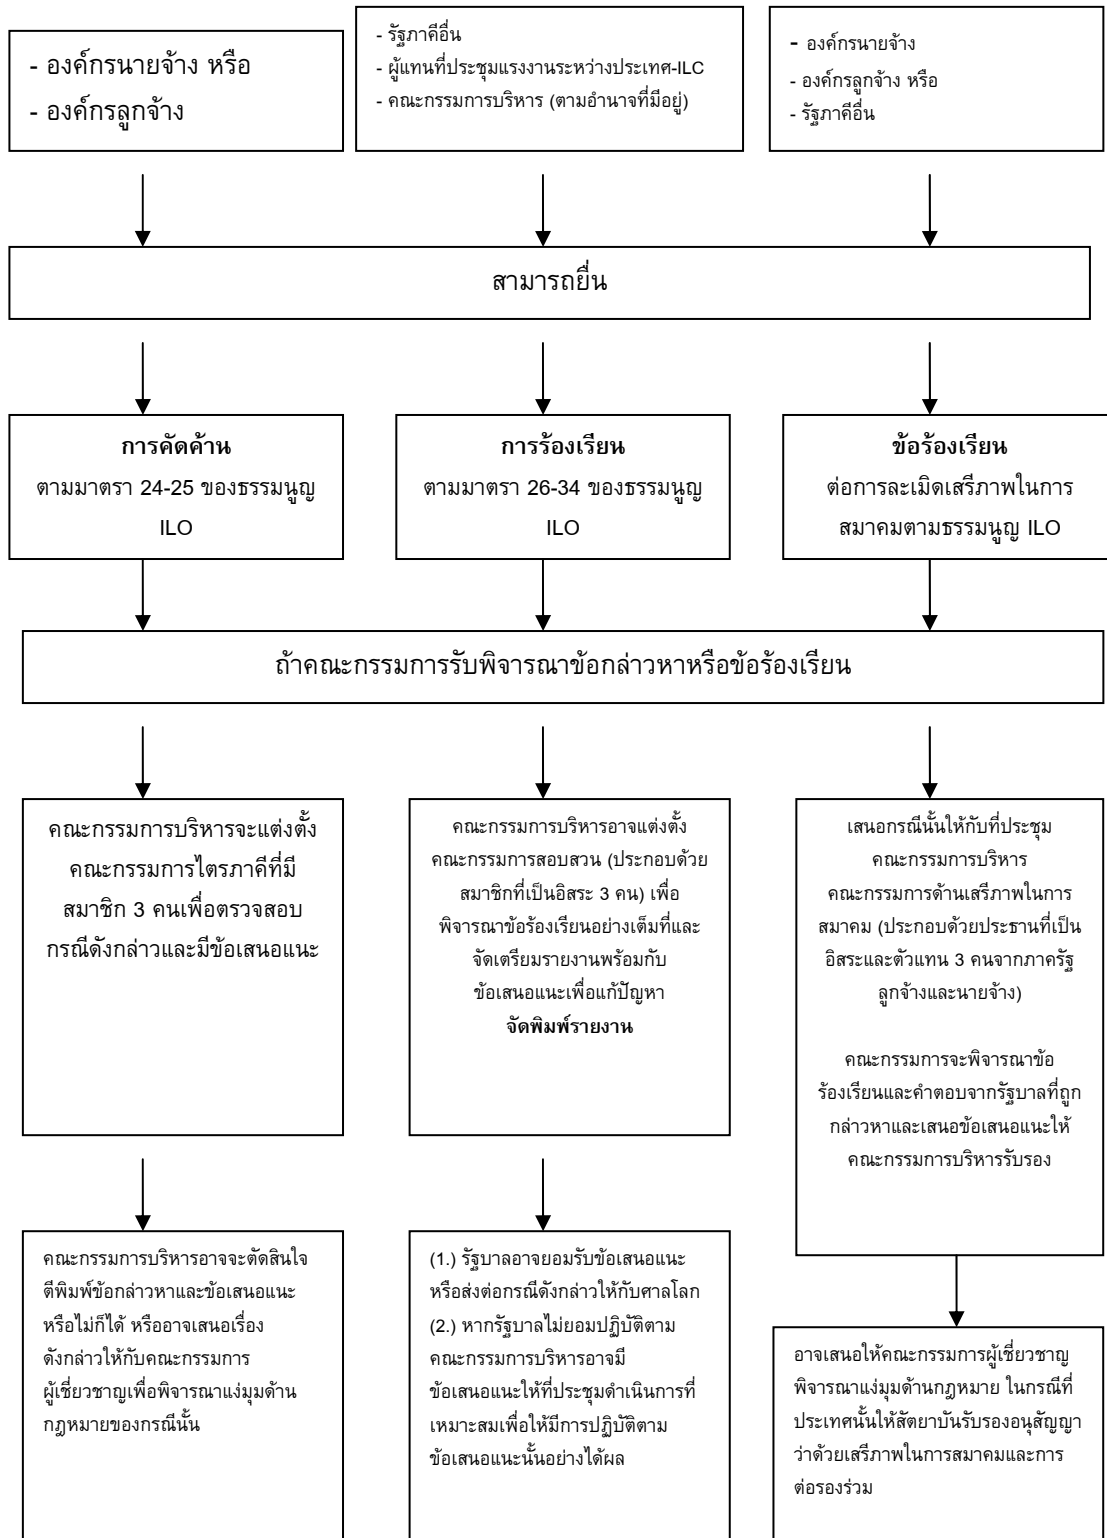 - องค์กรนายจ้าง หรือ
- องค์กรลูกจ้าง
- รัฐภาคีอื่น
- ผู้แทนที่ประชุมแรงงานระหว่างประเทศ-ILC
- คณะกรรมการบริหาร (ตามอำนาจที่มีอยู่)
- องค์กรนายจ้าง
- องค์กรลูกจ้าง หรือ
- รัฐภาคีอื่น
สามารถยื่น
การคัดค้าน
ตามมาตรา 24-25 ของธรรมนูญ
ILO
การร้องเรียน
ตามมาตรา 26-34 ของธรรมนูญ
ILO
ข้อร้องเรียน
ต่อการละเมิดเสรีภาพในการ
สมาคมตามธรรมนูญ ILO
ถ้าคณะกรรมการรับพิจารณาข้อกล่าวหาหรือข้อร้องเรียน
คณะกรรมการบริหารจะแต่งตั้ง
คณะกรรมการไตรภาคีที่มี
สมาชิก 3 คนเพื่อตรวจสอบ
กรณีดังกล่าวและมีข้อเสนอแนะ
คณะกรรมการบริหารอาจแต่งตั้ง
คณะกรรมการสอบสวน (ประกอบด้วย
สมาชิกที่เป็นอิสระ 3 คน) เพื่อ
พิจารณาข้อร้องเรียนอย่างเต็มที่และ
จัดเตรียมรายงานพร้อมกับ
ข้อเสนอแนะเพื่อแก้ปัญหา
จัดพิมพ์รายงาน
เสนอกรณีนั้นให้กับที่ประชุม
คณะกรรมการบริหาร
คณะกรรมการด้านเสรีภาพในการ
สมาคม (ประกอบด้วยประธานที่เป็น
อิสระและตัวแทน 3 คนจากภาครัฐ
ลูกจ้างและนายจ้าง)
คณะกรรมการจะพิจารณาข้อ
ร้องเรียนและคำตอบจากรัฐบาลที่ถูก
กล่าวหาและเสนอข้อเสนอแนะให้
คณะกรรมการบริหารรับรอง
คณะกรรมการบริหารอาจจะตัดสินใจ
ตีพิมพ์ข้อกล่าวหาและข้อเสนอแนะ
หรือไม่ก็ได้ หรืออาจเสนอเรื่อง
ดังกล่าวให้กับคณะกรรมการ
ผู้เชี่ยวชาญเพื่อพิจารณาแง่มุมด้าน
กฎหมายของกรณีนั้น
(1.) รัฐบาลอาจยอมรับข้อเสนอแนะ
หรือส่งต่อกรณีดังกล่าวให้กับศาลโลก
(2.) หากรัฐบาลไม่ยอมปฏิบัติตาม
คณะกรรมการบริหารอาจมี
ข้อเสนอแนะให้ที่ประชุมดำเนินการที่
เหมาะสมเพื่อให้มีการปฏิบัติตาม
ข้อเสนอแนะนั้นอย่างได้ผล
อาจเสนอให้คณะกรรมการผู้เชี่ยวชาญ
พิจารณาแง่มุมด้านกฎหมาย ในกรณีที่
ประเทศนั้นให้สัตยาบันรับรองอนุสัญญา
ว่าด้วยเสรีภาพในการสมาคมและการ
ต่อรองร่วม